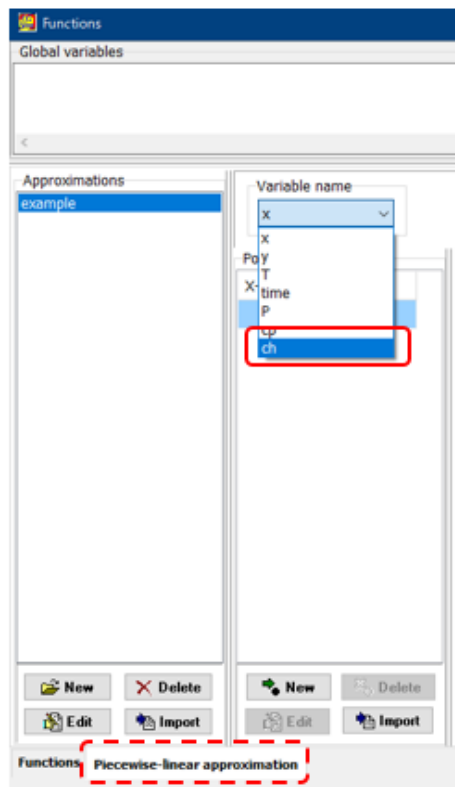 Functions
Global variables
Approximations
example
Variable name
x
x
y
T
time
P
cp
ch
Po
X-
New
Delete
Edit
Import
New
Delete
Edit
Import
Functions
Piecewise-linear approximation